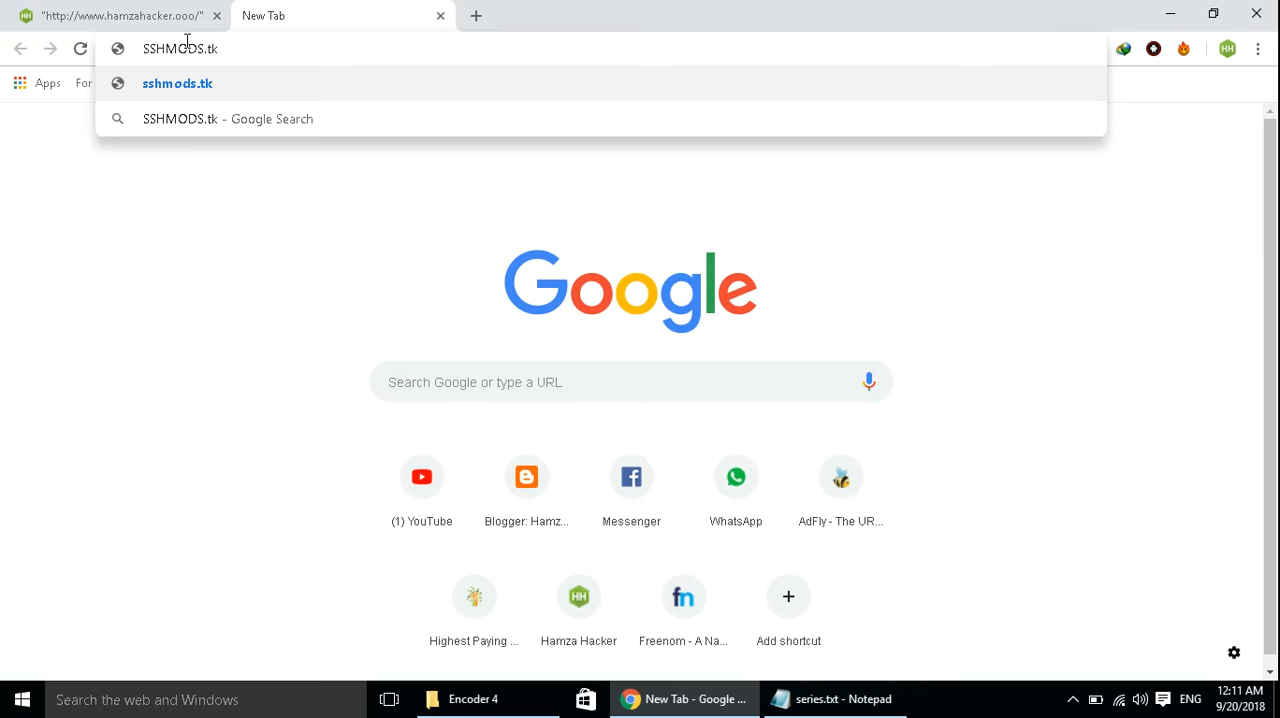 "http://www.hamzahacker.ooo/"
New Tab
SSHMODS.tk
Apps
For
sshmods.tk
SSHMODS.tk - Google Search
Google
Search Google or type a URL
(1) YouTube
Blogger: Hamz...
Messenger
WhatsApp
AdFly - The UR...
HH
fn
Highest Paying ...
Hamza Hacker
Freenom - A Na...
Add shortcut
Search the web and Windows
Encoder 4
New Tab - Google ...
series.txt - Notepad
ENG
12:11 AM
9/20/2018